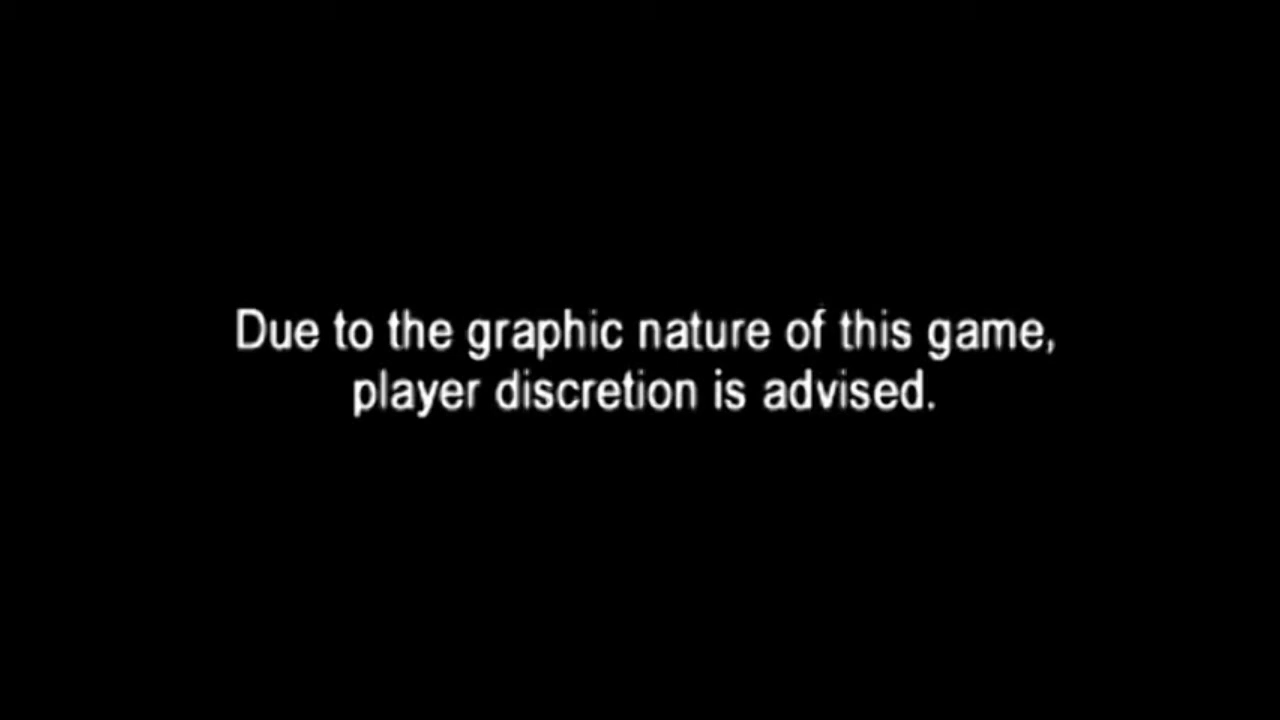 Due to the graphic nature of this game,
player discretion is advised.